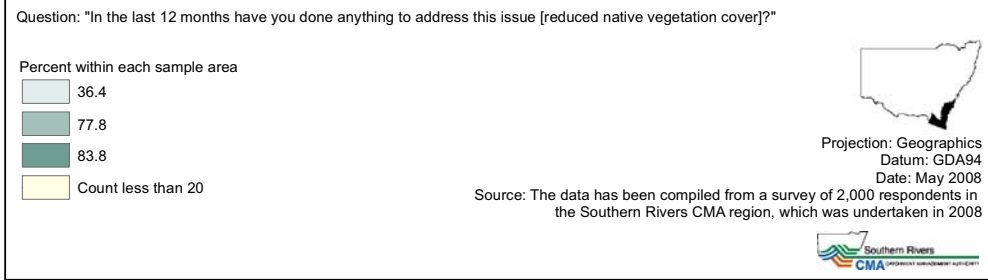 Question: "In the last 12 months have you done anything to address this issue [reduced native vegetation cover]?"
Percent within each sample area
36.4
77.8
83.8
Count less than 20
Projection: Geographics
Datum: GDA94
Date: May 2008
Source: The data has been compiled from a survey of 2,000 respondents in
the Southern Rivers CMA region, which was undertaken in 2008
Southern Rivers
CMA CATCHMENT MANAGEMENT AUTHORITY